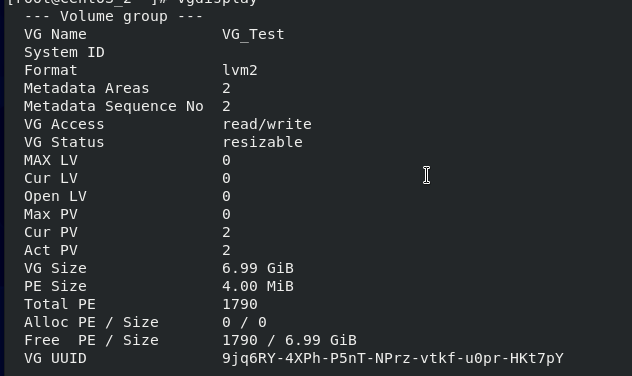 [root@centos_2 ~]# vgdisplay
--- Volume group ---
VG Name VG_Test
System ID
Format lvm2
Metadata Areas 2
Metadata Sequence No 2
VG Access read/write
VG Status resizable
MAX LV 0
Cur LV 0
Open LV 0
Max PV 0
Cur PV 2
Act PV 2
VG Size 6.99 GiB
PE Size 4.00 MiB
Total PE 1790
Alloc PE / Size 0 / 0
Free PE / Size 1790 / 6.99 GiB
VG UUID 9jq6RY-4XPh-P5nT-NPrz-vtkf-u0pr-HKt7pY